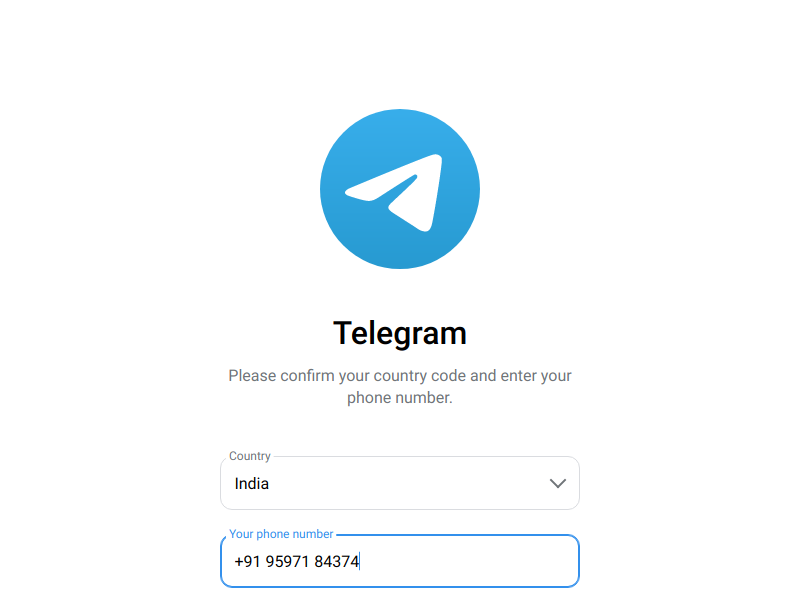 Telegram
Please confirm your country code and enter your
phone number.
Country
India
Your phone number
+91 95971 84374